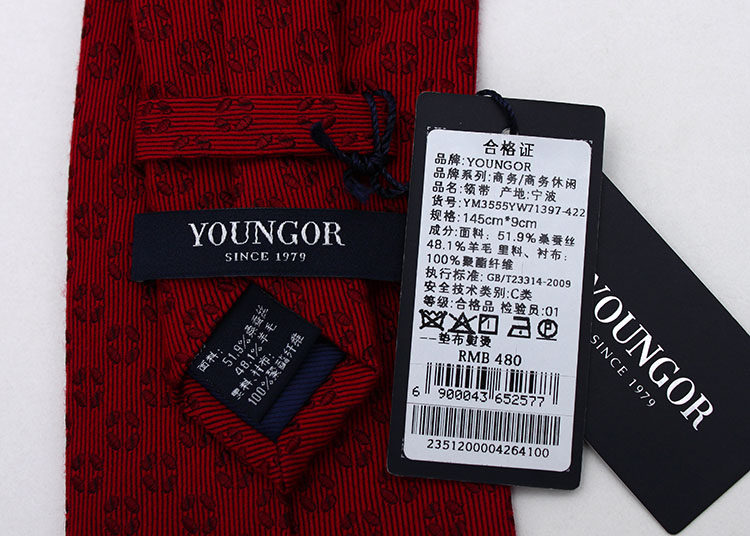 YOUNGOR
SINCE 1979
面料:
51.9%桑蚕丝
48.1%羊毛
里料,衬布:
100%聚酯纤维
合格证
品牌:YOUNGOR
品牌系列:商务/商务休闲
品名:领带 产地:宁波
货号:YM3555YW71397-422
规格:145cm*9cm
成分:面料:51.9%桑蚕丝
48.1%羊毛 里料、衬布:
100%聚酯纤维
执行标准:GB/T23314-2009
安全技术类别:C类
等级:合格品 检验员:01
--垫布熨烫
RMB 480
6 900043 652577
2351200004264100
YOUNGOR
SINCE 1979